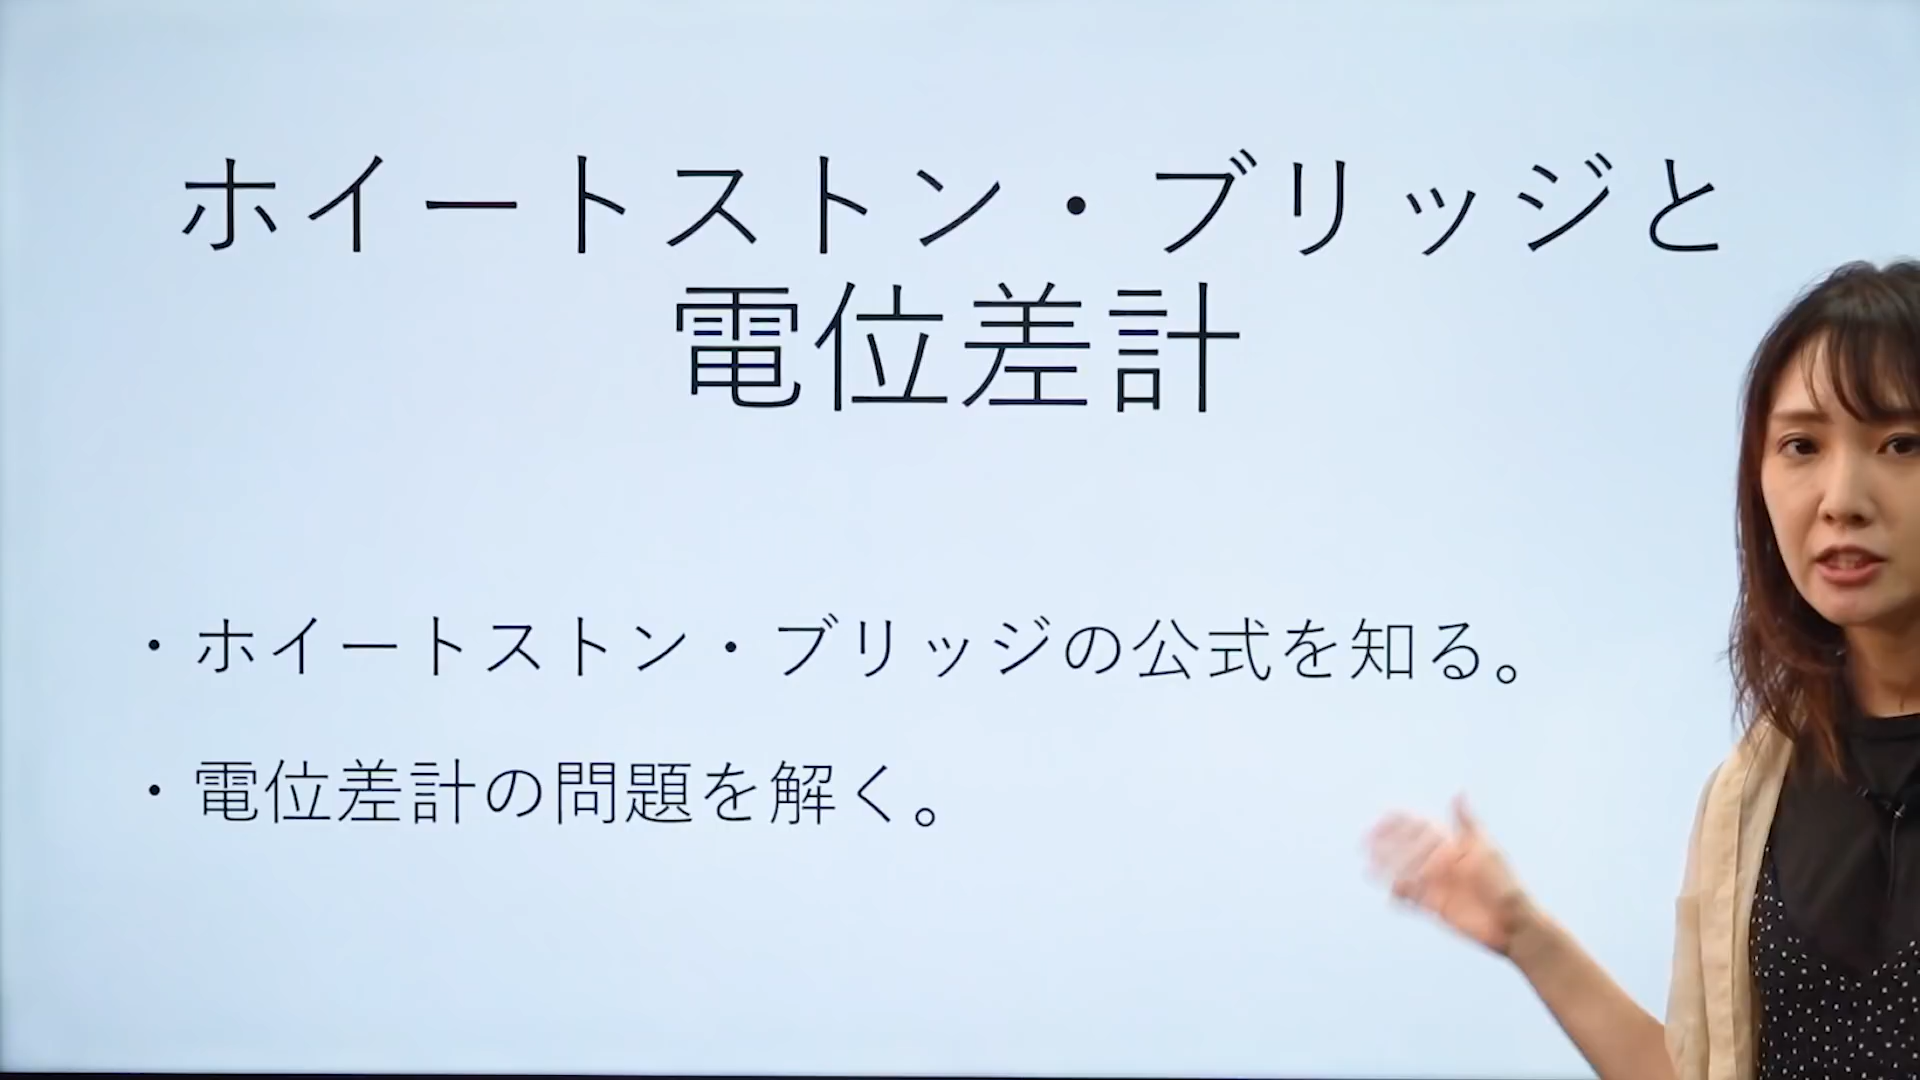 ホイートストン・ブリッジと
電位差計
・ホイートストン・ブリッジの公式を知る。
・電位差計の問題を解く。